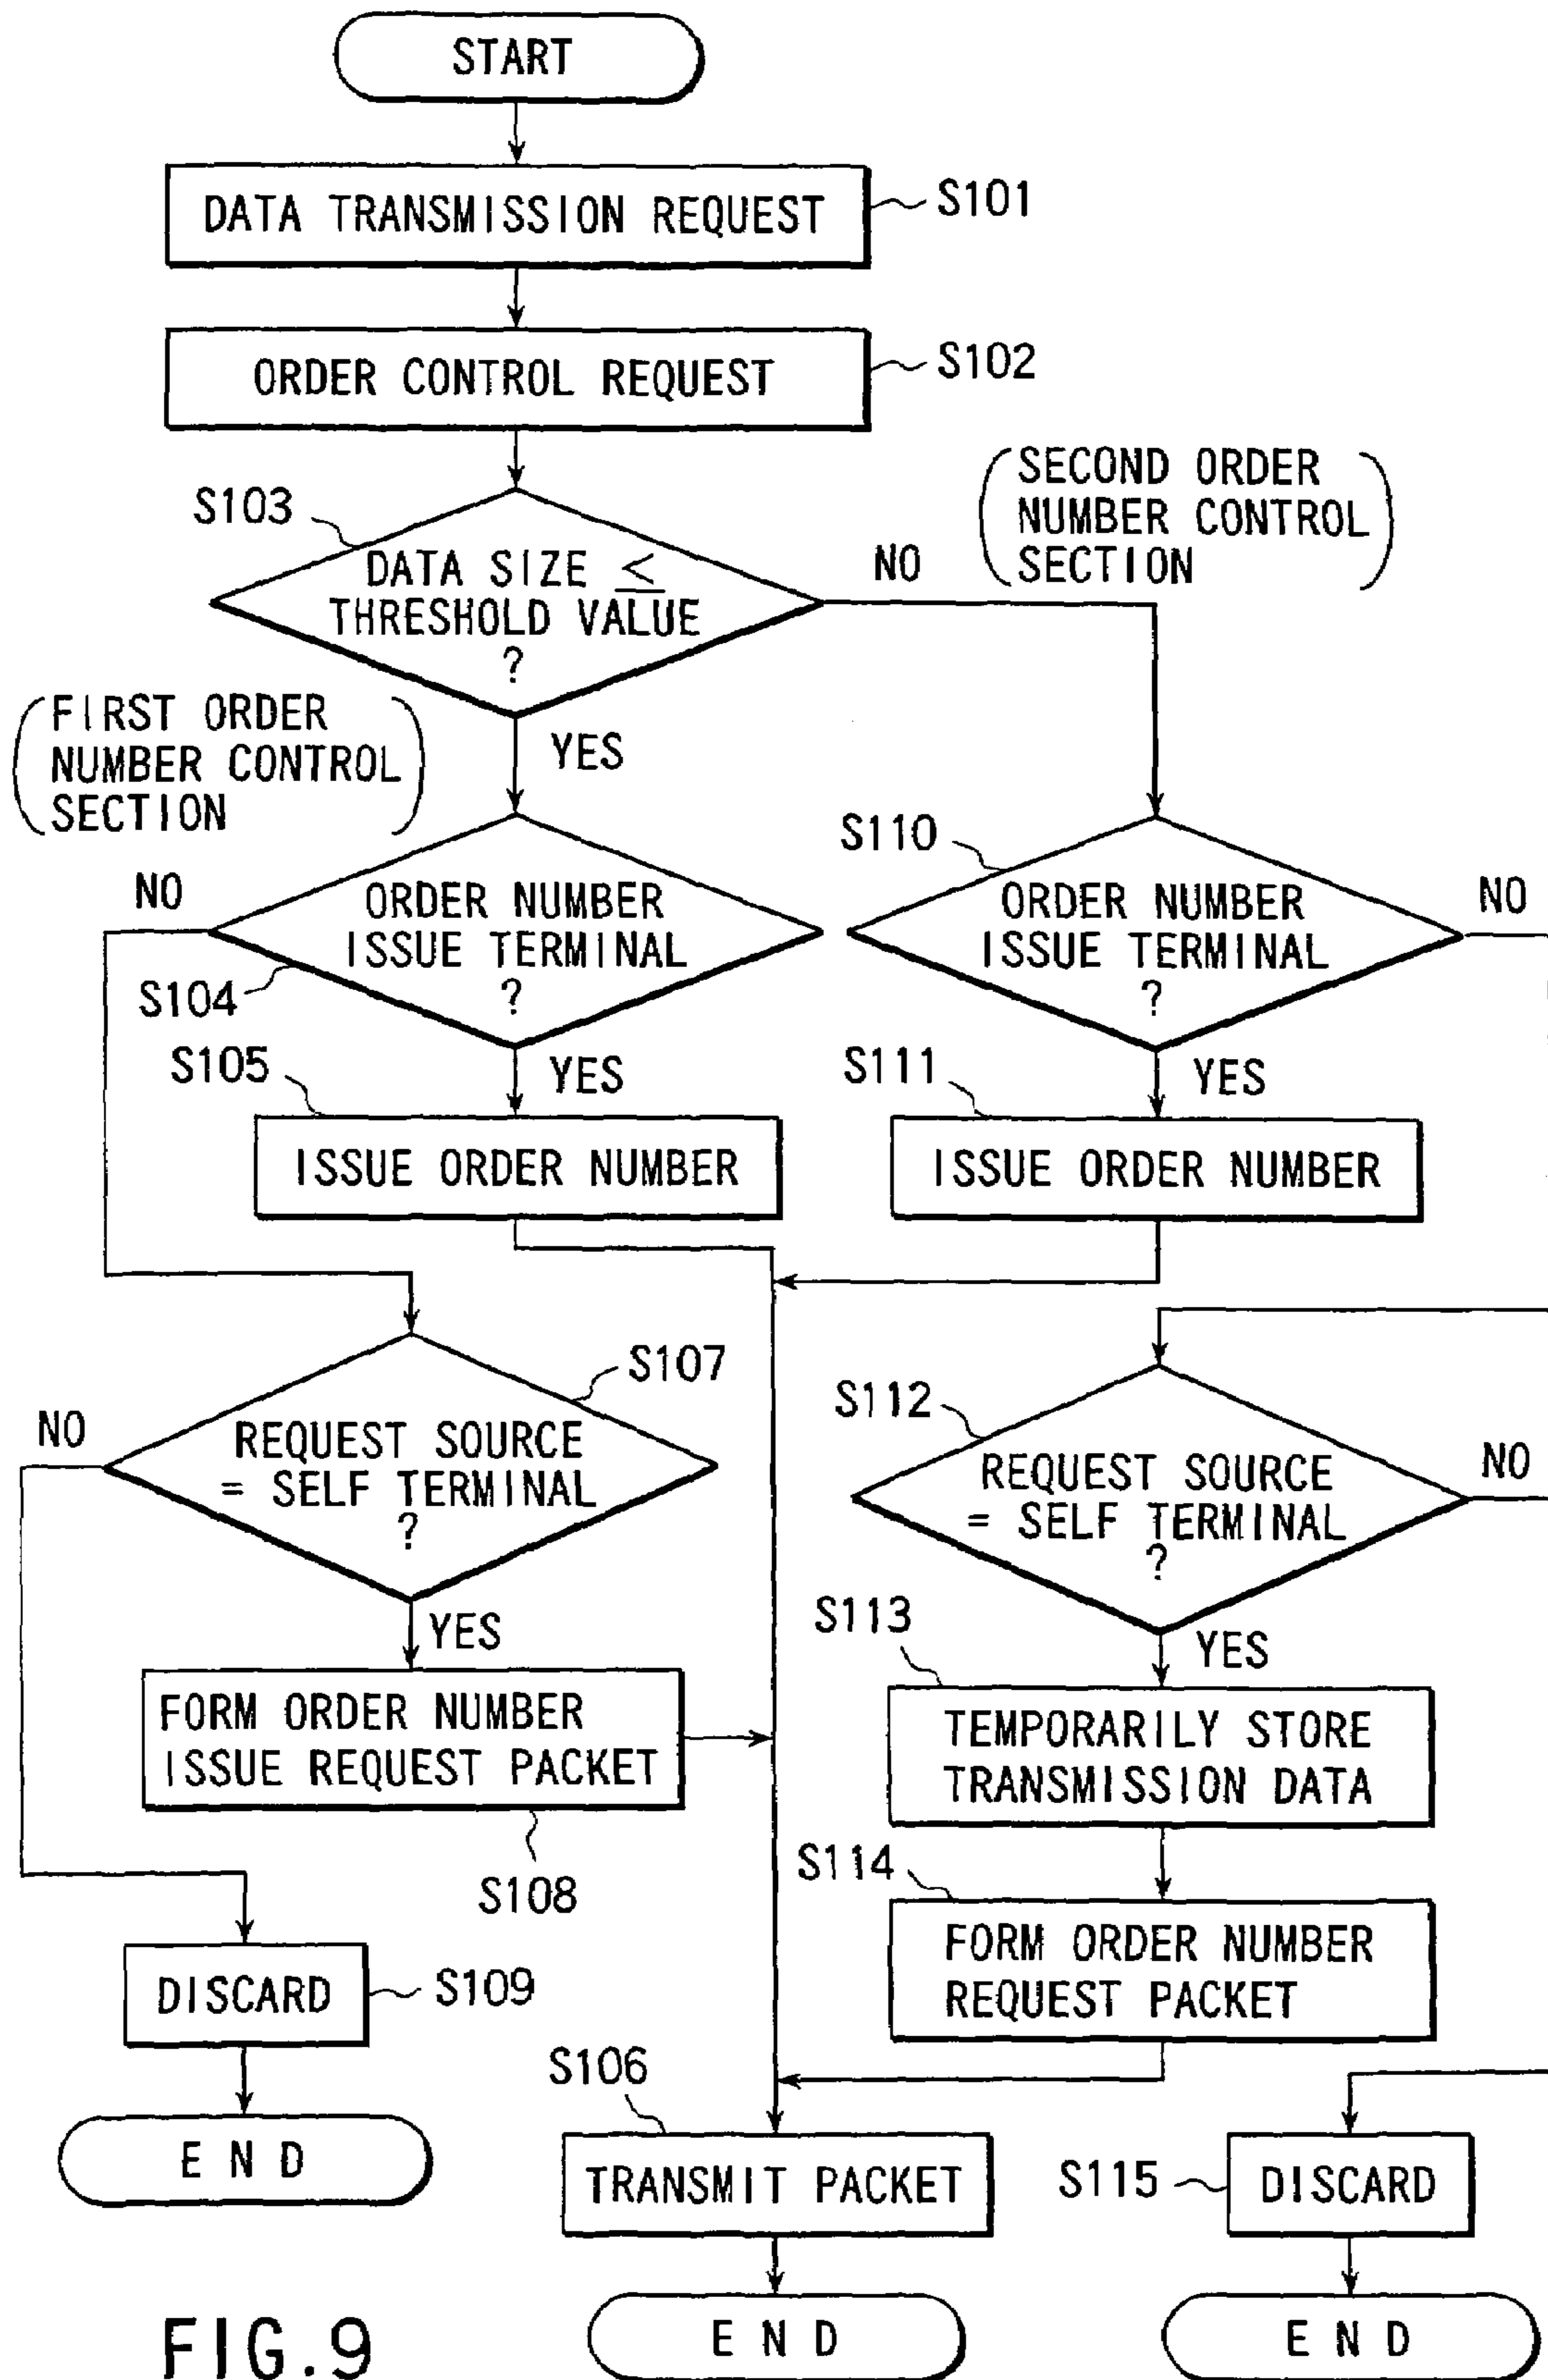 START
DATA TRANSMISSION REQUEST
S101
ORDER CONTROL REQUEST
S102
S103
DATA SIZE ≤
THRESHOLD VALUE
?
NO
(SECOND ORDER
NUMBER CONTROL
SECTION)
(FIRST ORDER
NUMBER CONTROL
SECTION)
YES
NO
ORDER NUMBER
ISSUE TERMINAL
?
S104
S110
ORDER NUMBER
ISSUE TERMINAL
?
NO
S105
YES
ISSUE ORDER NUMBER
S111
YES
ISSUE ORDER NUMBER
S107
NO
REQUEST SOURCE
= SELF TERMINAL
?
S112
REQUEST SOURCE
= SELF TERMINAL
?
NO
YES
FORM ORDER NUMBER
ISSUE REQUEST PACKET
S108
S113
YES
TEMPORARILY STORE
TRANSMISSION DATA
S114
FORM ORDER NUMBER
REQUEST PACKET
DISCARD
S109
END
S106
TRANSMIT PACKET
END
S115
DISCARD
END
FIG.9